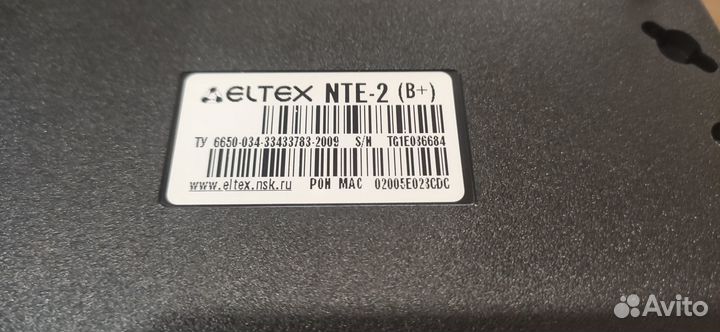 ELTEX NTE-2 (B+)
ТУ 6650-034-33433783-2009 S/N TG1E036684
www.eltex.nsk.ru PON MAC 02005E023CDC
Avito